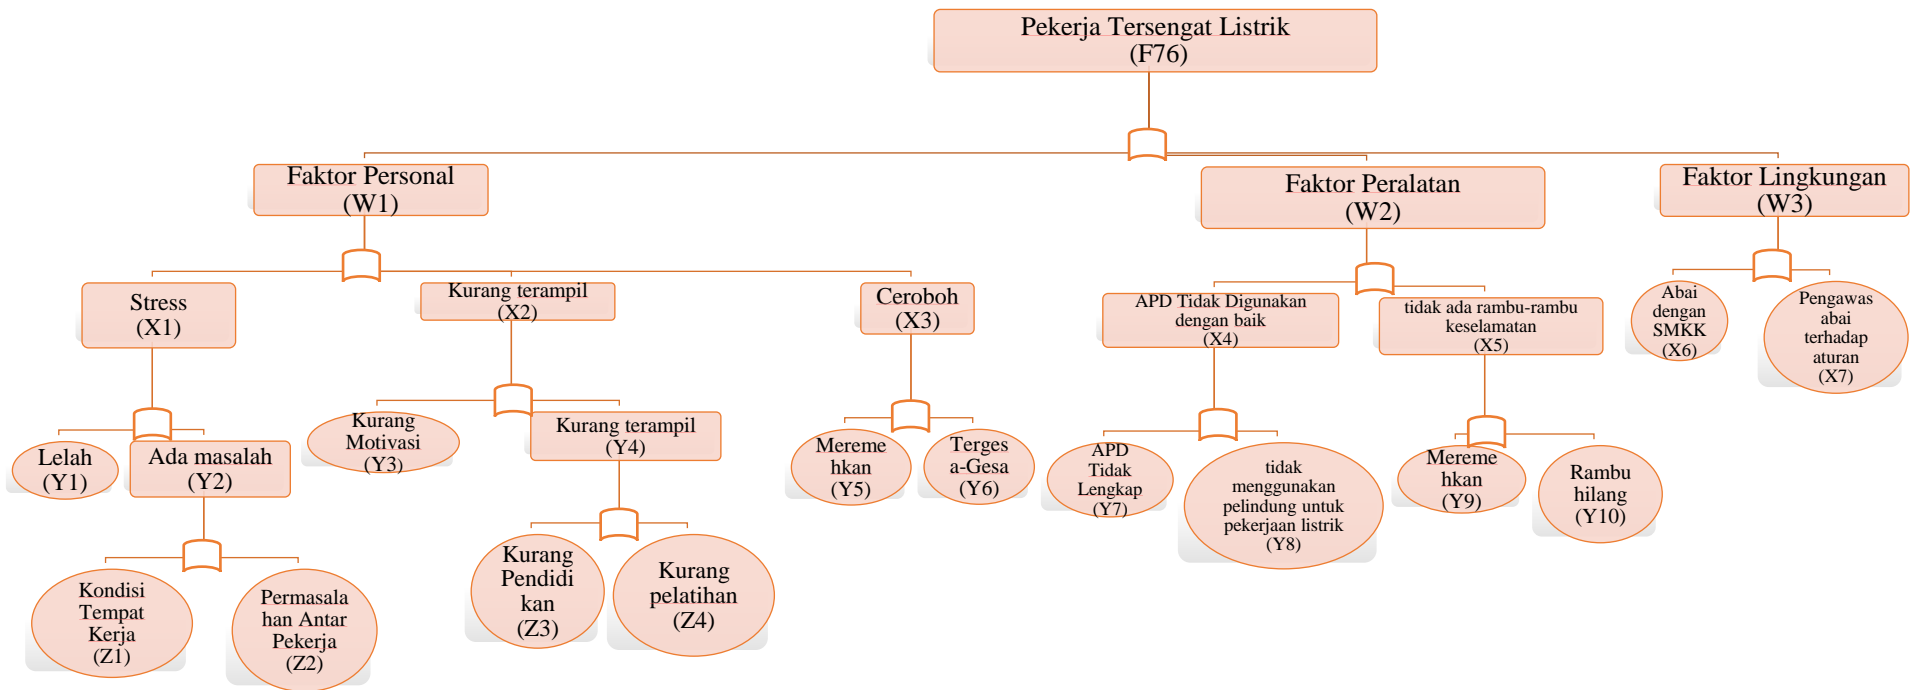 Pekerja Tersengat Listrik
(F76)
Faktor Personal
(W1)
Faktor Peralatan
(W2)
Faktor Lingkungan
(W3)
Stress
(X1)
Kurang terampil
(X2)
Ceroboh
(X3)
APD Tidak Digunakan
dengan baik
(X4)
tidak ada rambu-rambu
keselamatan
(X5)
Abai
dengan
SMKK
(X6)
Pengawas
abai
terhadap
aturan
(X7)
Lelah
(Y1)
Ada masalah
(Y2)
Kurang
Motivasi
(Y3)
Kurang terampil
(Y4)
Mereme
hkan
(Y5)
Terges
a-Gesa
(Y6)
APD
Tidak
Lengkap
(Y7)
tidak
menggunakan
pelindung untuk
pekerjaan listrik
(Y8)
Mereme
hkan
(Y9)
Rambu
hilang
(Y10)
Kondisi
Tempat
Kerja
(Z1)
Permasala
han Antar
Pekerja
(Z2)
Kurang
Pendidi
kan
(Z3)
Kurang
pelatihan
(Z4)